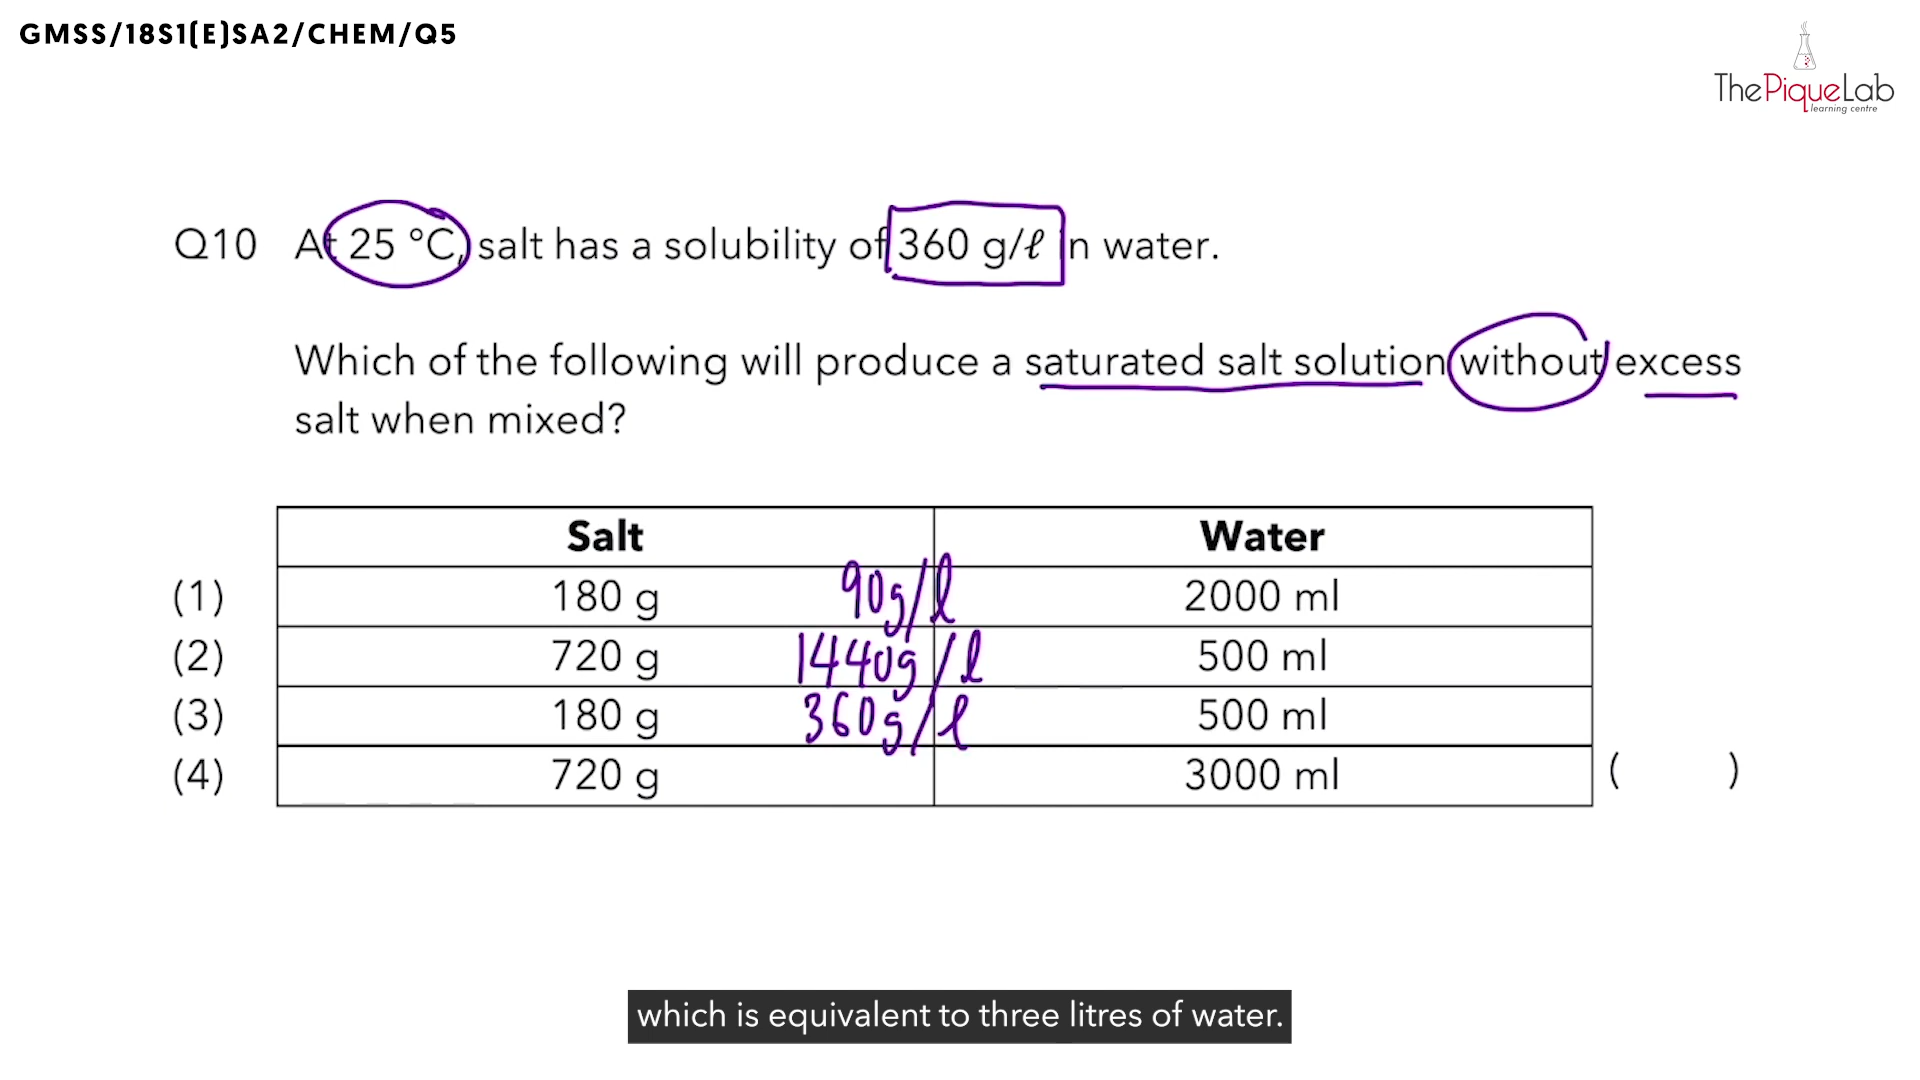 GMSS/18S1(E)SA2/CHEM/Q5
ThePiqueLab
learning centre
Q10 At 25 °C, salt has a solubility of 360 g/ℓ in water.
Which of the following will produce a saturated salt solution without excess
salt when mixed?
Salt Water
(1) 180 g 90g/l 2000 ml
(2) 720 g 1440g/l 500 ml
(3) 180 g 360g/l 500 ml
(4) 720 g 3000 ml ( )
which is equivalent to three litres of water.